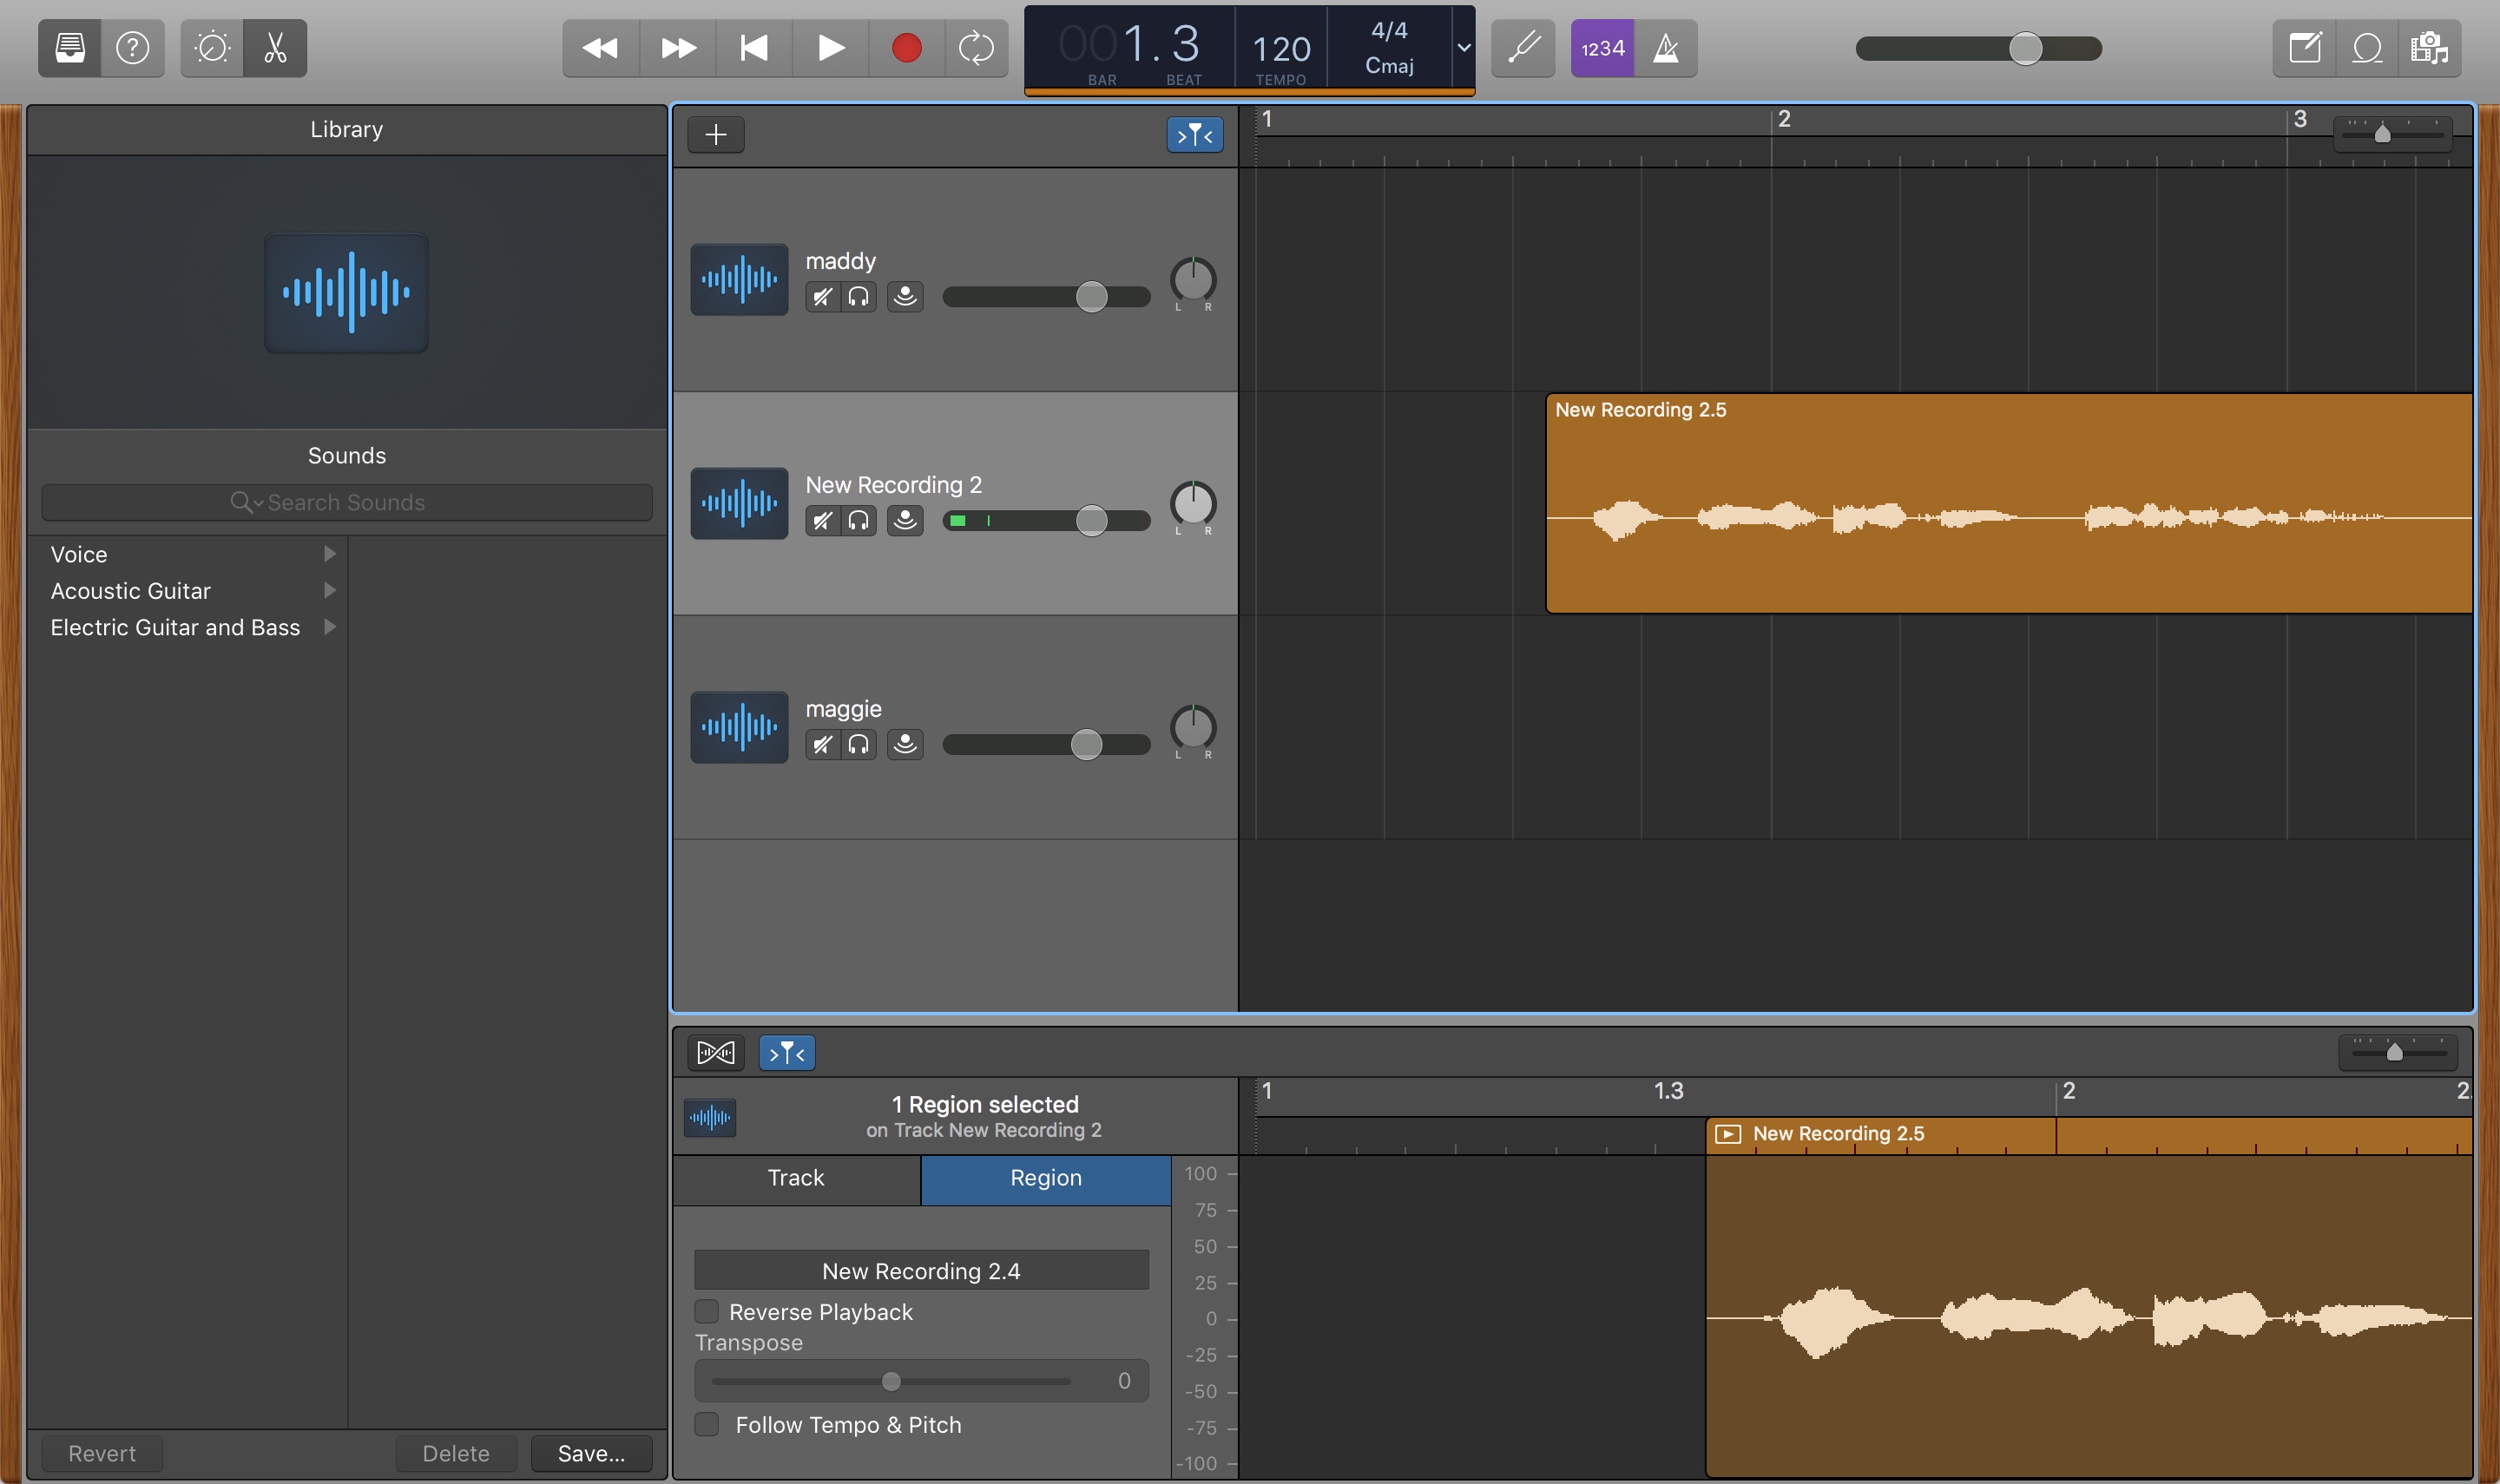 001.3
BAR
BEAT
120
TEMPO
4/4
Cmaj
1234
Library
Sounds
Search Sounds
Voice
Acoustic Guitar
Electric Guitar and Bass
Revert
Delete
Save...
1
2
3
maddy
L R
New Recording 2
L R
maggie
L R
New Recording 2.5
1 Region selected
on Track New Recording 2
Track
Region
New Recording 2.4
Reverse Playback
Transpose
0
Follow Tempo & Pitch
100
75
50
25
0
-25
-50
-75
-100
1
1.3
2
2.
New Recording 2.5